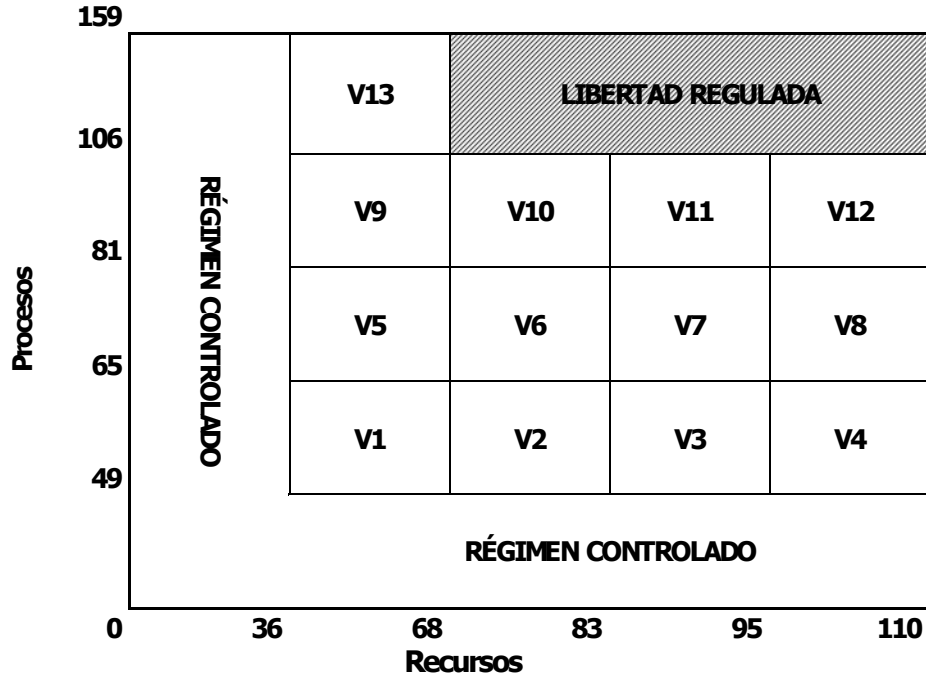 159
V13
LIBERTAD REGULADA
106
RÉGIMEN CONTROLADO
V9
V10
V11
V12
81
Procesos
V5
V6
V7
V8
65
V1
V2
V3
V4
49
RÉGIMEN CONTROLADO
0
36
68
83
95
110
Recursos